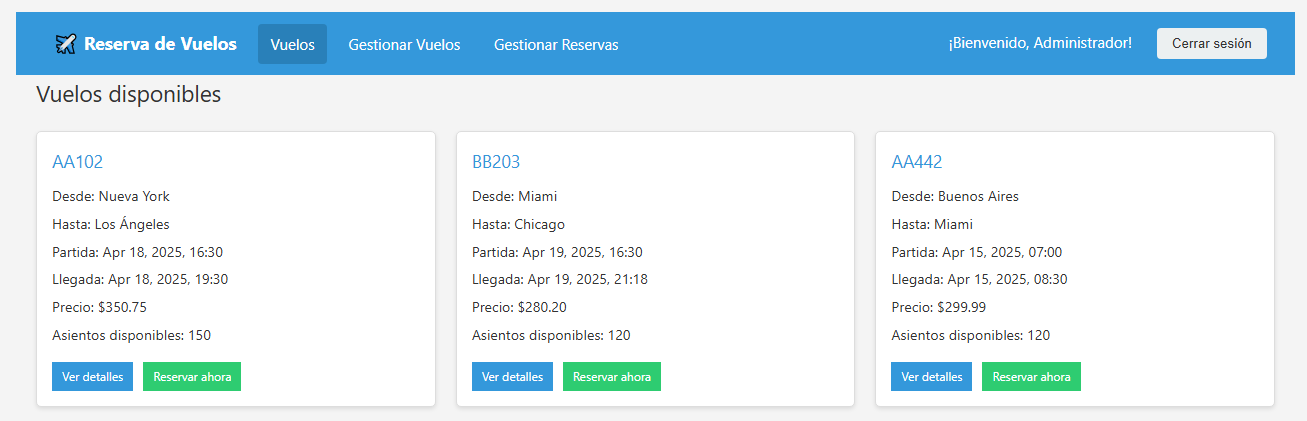 Reserva de Vuelos Vuelos Gestionar Vuelos Gestionar Reservas ¡Bienvenido, Administrador! Cerrar sesión
Vuelos disponibles
AA102
Desde: Nueva York
Hasta: Los Ángeles
Partida: Apr 18, 2025, 16:30
Llegada: Apr 18, 2025, 19:30
Precio: $350.75
Asientos disponibles: 150
Ver detalles Reservar ahora
BB203
Desde: Miami
Hasta: Chicago
Partida: Apr 19, 2025, 16:30
Llegada: Apr 19, 2025, 21:18
Precio: $280.20
Asientos disponibles: 120
Ver detalles Reservar ahora
AA442
Desde: Buenos Aires
Hasta: Miami
Partida: Apr 15, 2025, 07:00
Llegada: Apr 15, 2025, 08:30
Precio: $299.99
Asientos disponibles: 120
Ver detalles Reservar ahora